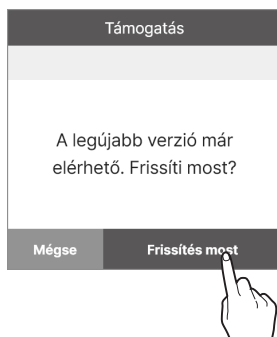 Támogatás
A legújabb verzió már
elérhető. Frissíti most?
Mégse
Frissítés most